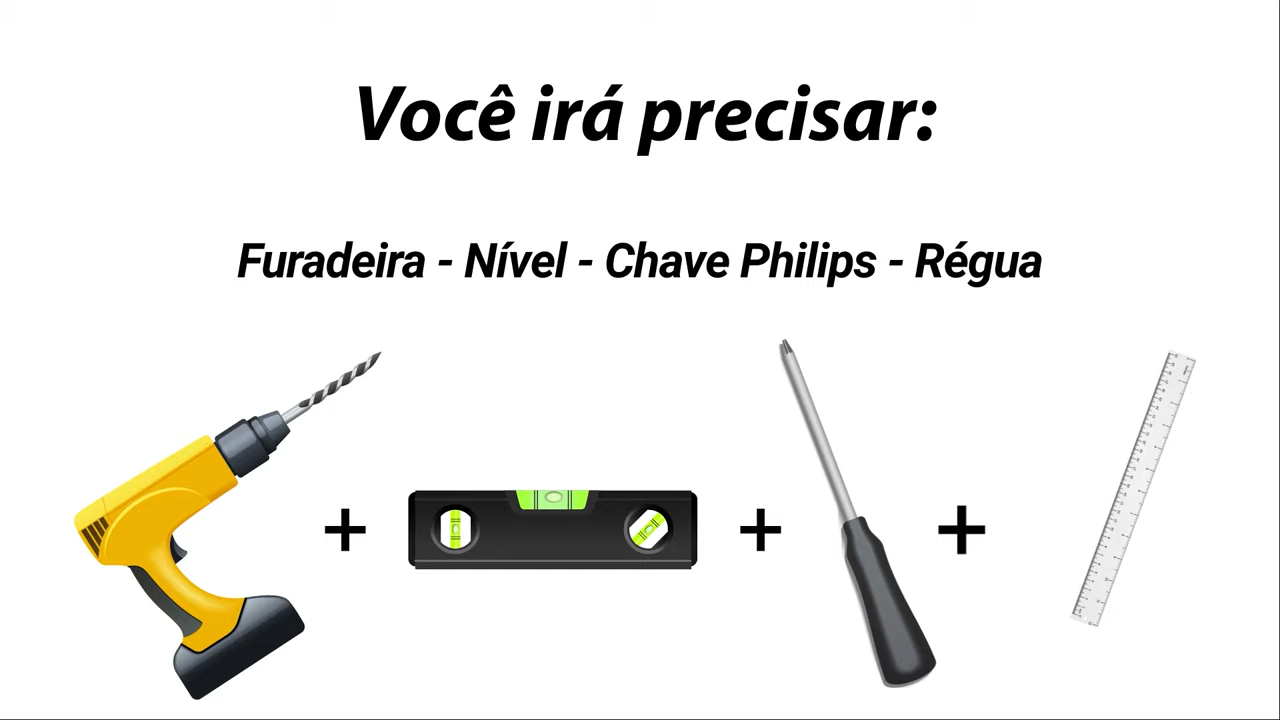 Você irá precisar:
Furadeira - Nível - Chave Philips - Régua
+ + +